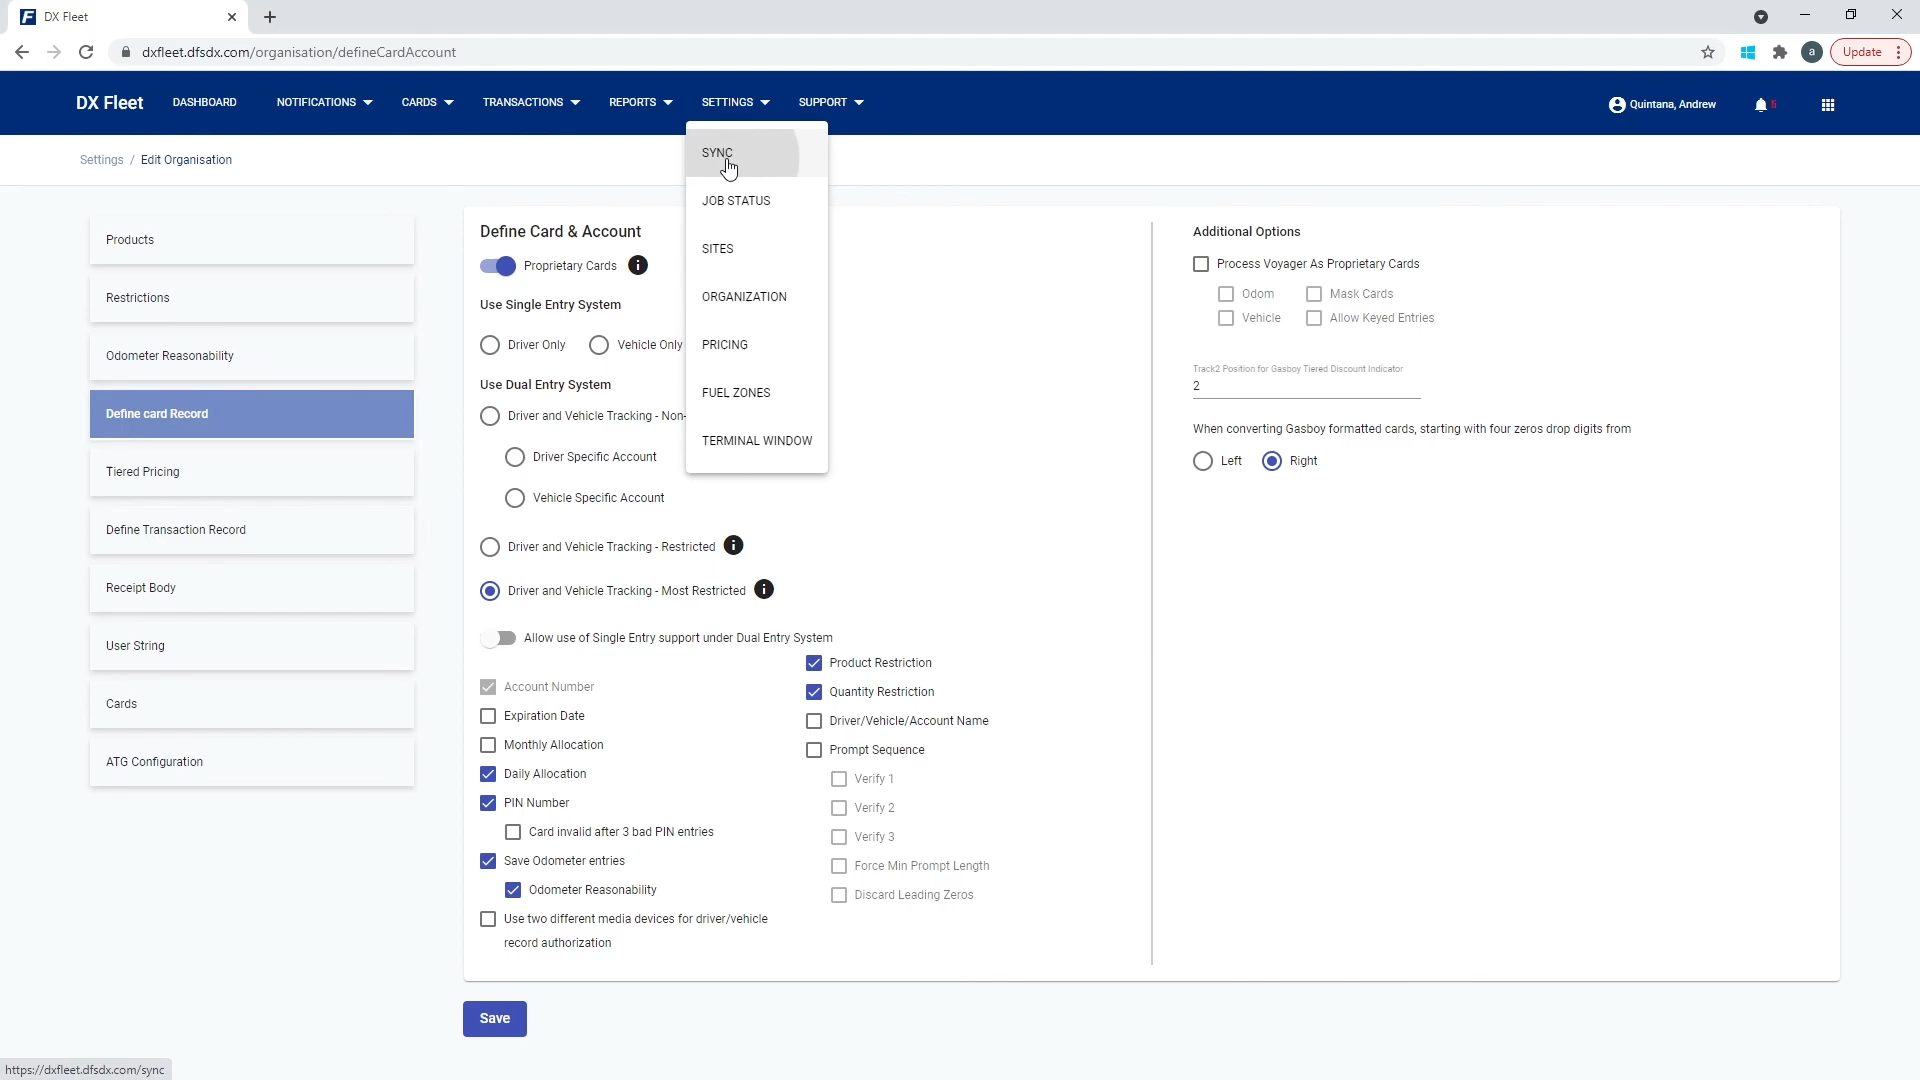 DX Fleet
dxfleet.dfsdx.com/organisation/defineCardAccount
a
Update
DX Fleet
DASHBOARD
NOTIFICATIONS
CARDS
TRANSACTIONS
REPORTS
SETTINGS
SUPPORT
Quintana, Andrew
5
SYNC
JOB STATUS
SITES
ORGANIZATION
PRICING
FUEL ZONES
TERMINAL WINDOW
Settings / Edit Organisation
Products
Restrictions
Odometer Reasonability
Define card Record
Tiered Pricing
Define Transaction Record
Receipt Body
User String
Cards
ATG Configuration
Define Card & Account
Proprietary Cards
Use Single Entry System
Driver Only
Vehicle Only
Use Dual Entry System
Driver and Vehicle Tracking - Non-
Driver Specific Account
Vehicle Specific Account
Driver and Vehicle Tracking - Restricted
Driver and Vehicle Tracking - Most Restricted
Allow use of Single Entry support under Dual Entry System
Account Number
Expiration Date
Monthly Allocation
Daily Allocation
PIN Number
Card invalid after 3 bad PIN entries
Save Odometer entries
Odometer Reasonability
Use two different media devices for driver/vehicle
record authorization
Product Restriction
Quantity Restriction
Driver/Vehicle/Account Name
Prompt Sequence
Verify 1
Verify 2
Verify 3
Force Min Prompt Length
Discard Leading Zeros
Additional Options
Process Voyager As Proprietary Cards
Odom
Mask Cards
Vehicle
Allow Keyed Entries
Track2 Position for Gasboy Tiered Discount Indicator
2
When converting Gasboy formatted cards, starting with four zeros drop digits from
Left
Right
Save
https://dxfleet.dfsdx.com/sync